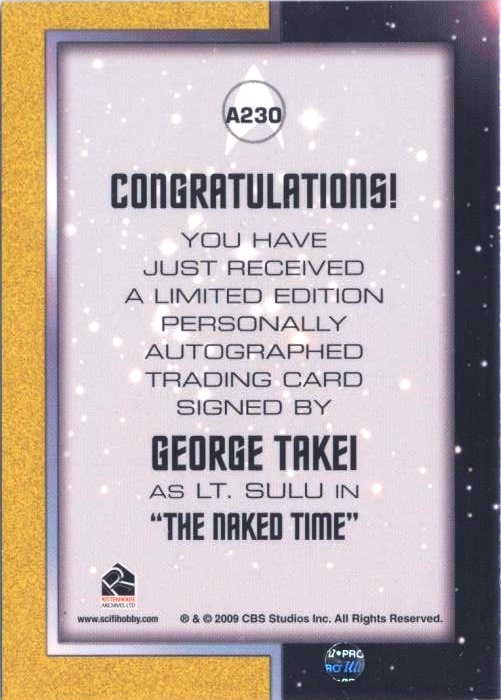 A230
CONGRATULATIONS!
YOU HAVE
JUST RECEIVED
A LIMITED EDITION
PERSONALLY
AUTOGRAPHED
TRADING CARD
SIGNED BY
GEORGE TAKEI
AS LT. SULU IN
"THE NAKED TIME"
RITTENHOUSE
ARCHIVES LTD
www.scifihobby.com ® & © 2009 CBS Studios Inc. All Rights Reserved.
PRO